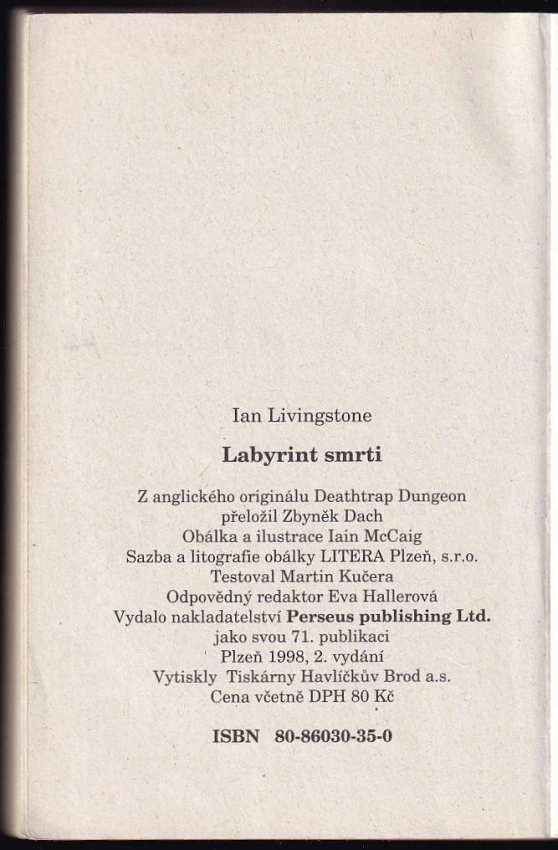 Ian Livingstone
Labyrint smrti
Z anglického originálu Deathtrap Dungeon
přeložil Zbyněk Dach
Obálka a ilustrace Iain McCaig
Sazba a litografie obálky LITERA Plzeň, s.r.o.
Testoval Martin Kučera
Odpovědný redaktor Eva Hallerová
Vydalo nakladatelství Perseus publishing Ltd.
jako svou 71. publikaci
Plzeň 1998, 2. vydání
Vytiskly Tiskárny Havlíčkův Brod a.s.
Cena včetně DPH 80 Kč
ISBN 80-86030-35-0